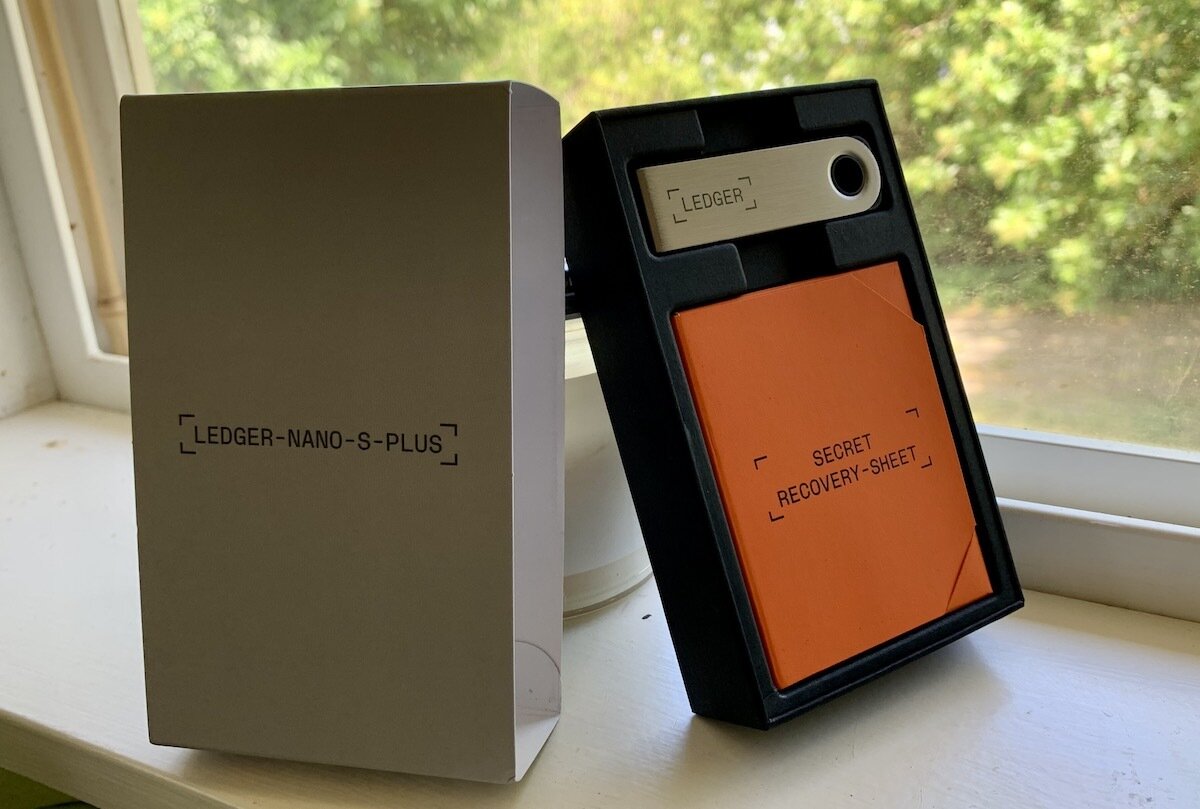 LEDGER-NANO-S-PLUS
LEDGER
SECRET
RECOVERY-SHEET